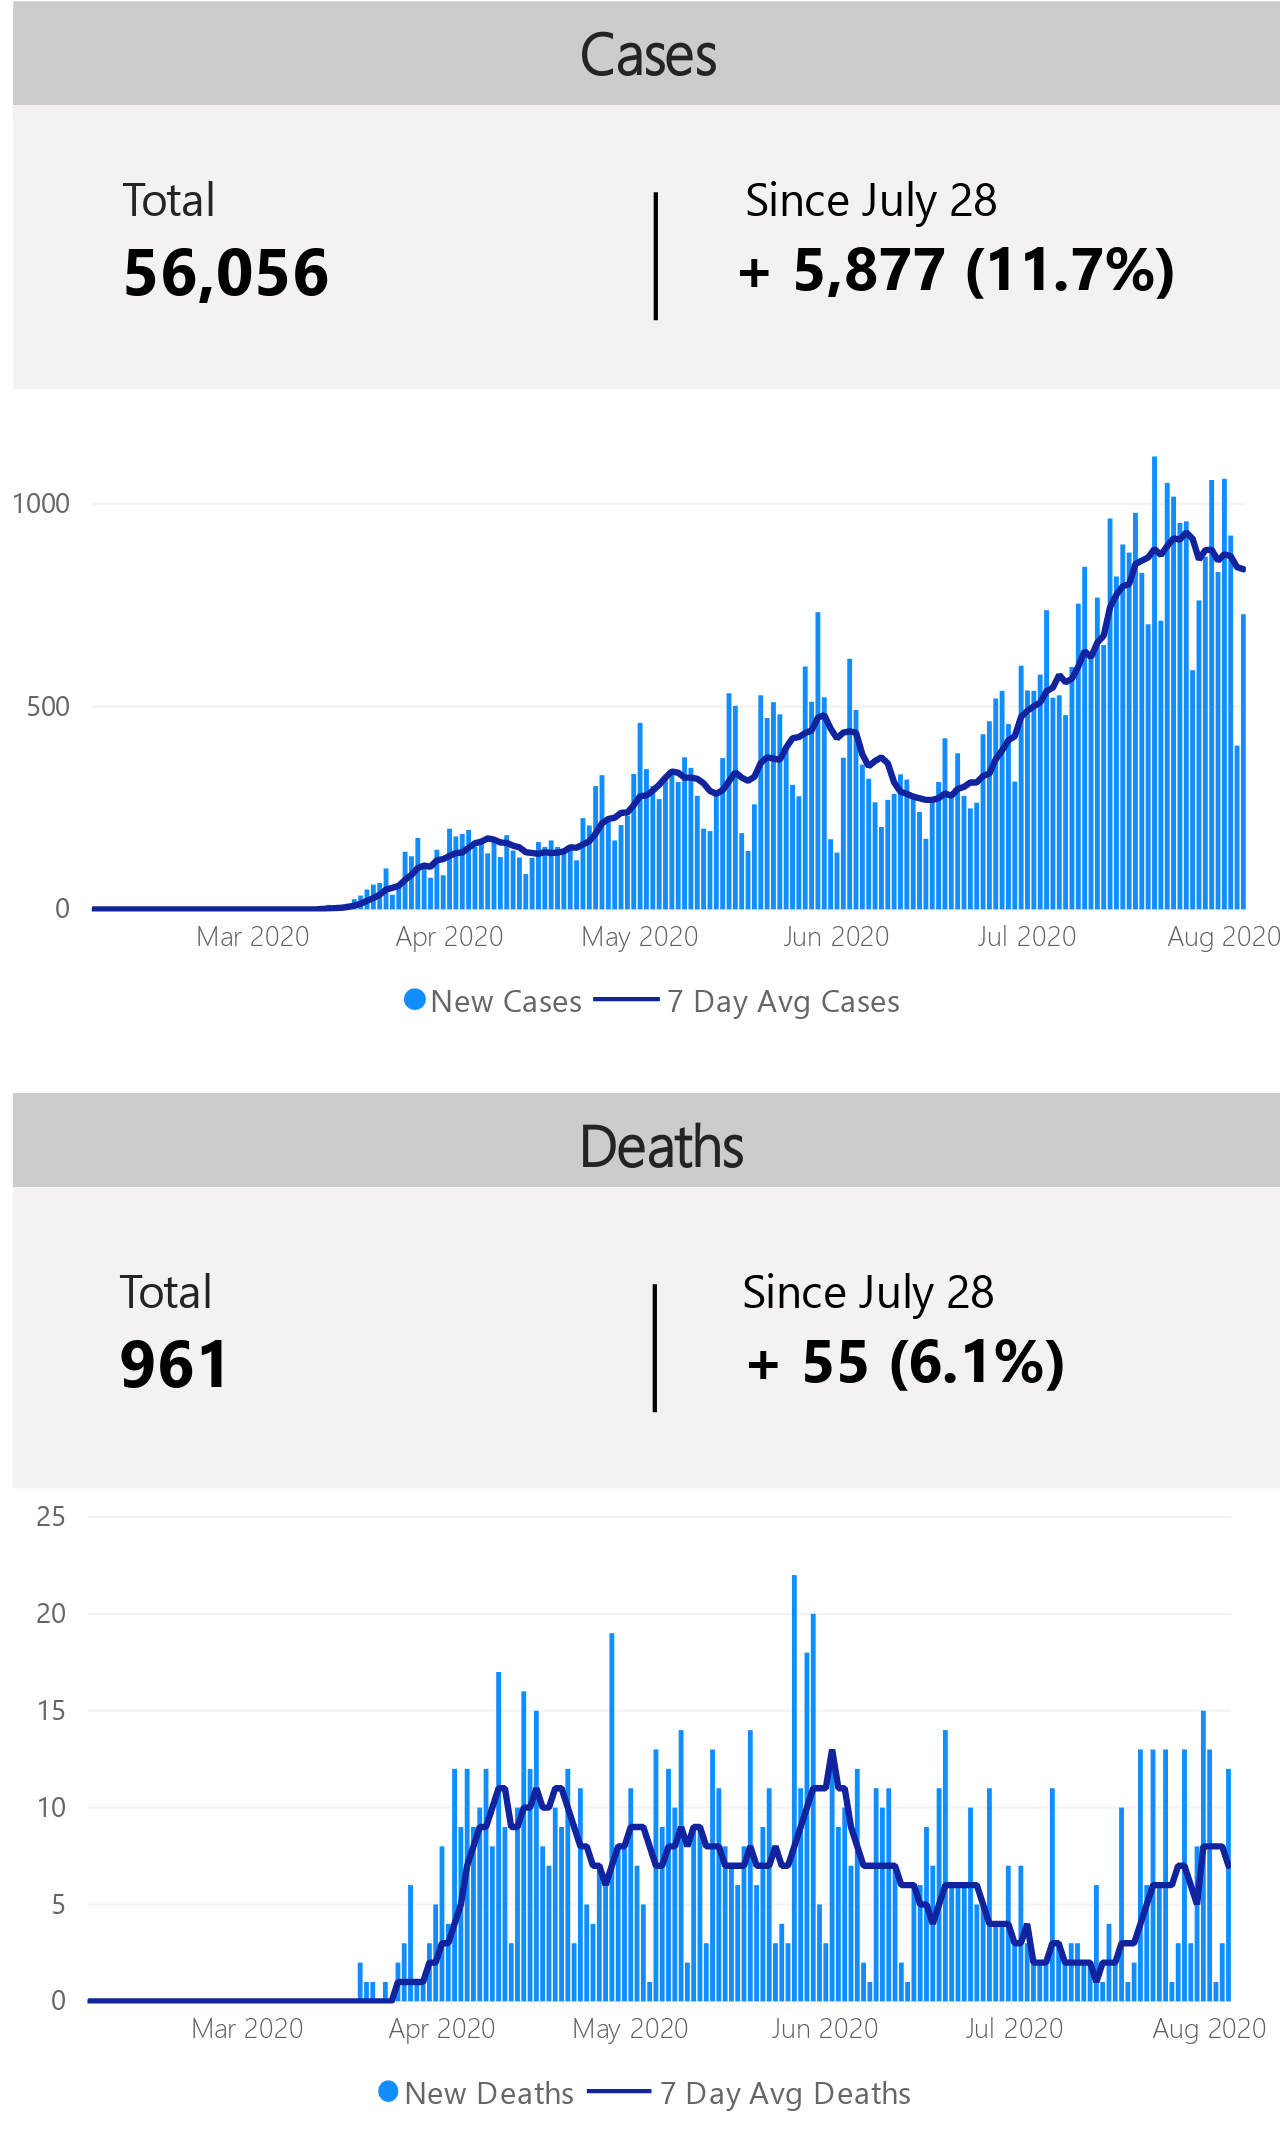 Cases
Total
Since July 28
56,056
+ 5,877 (11.7%)
1000
500
0
Mar 2020 Apr 2020 May 2020 Jun 2020 Jul 2020 Aug 2020
New Cases 7 Day Avg Cases
Deaths
Total
Since July 28
961
+ 55 (6.1%)
25
20
15
10
5
0
Mar 2020 Apr 2020 May 2020 Jun 2020 Jul 2020 Aug 2020
New Deaths 7 Day Avg Deaths